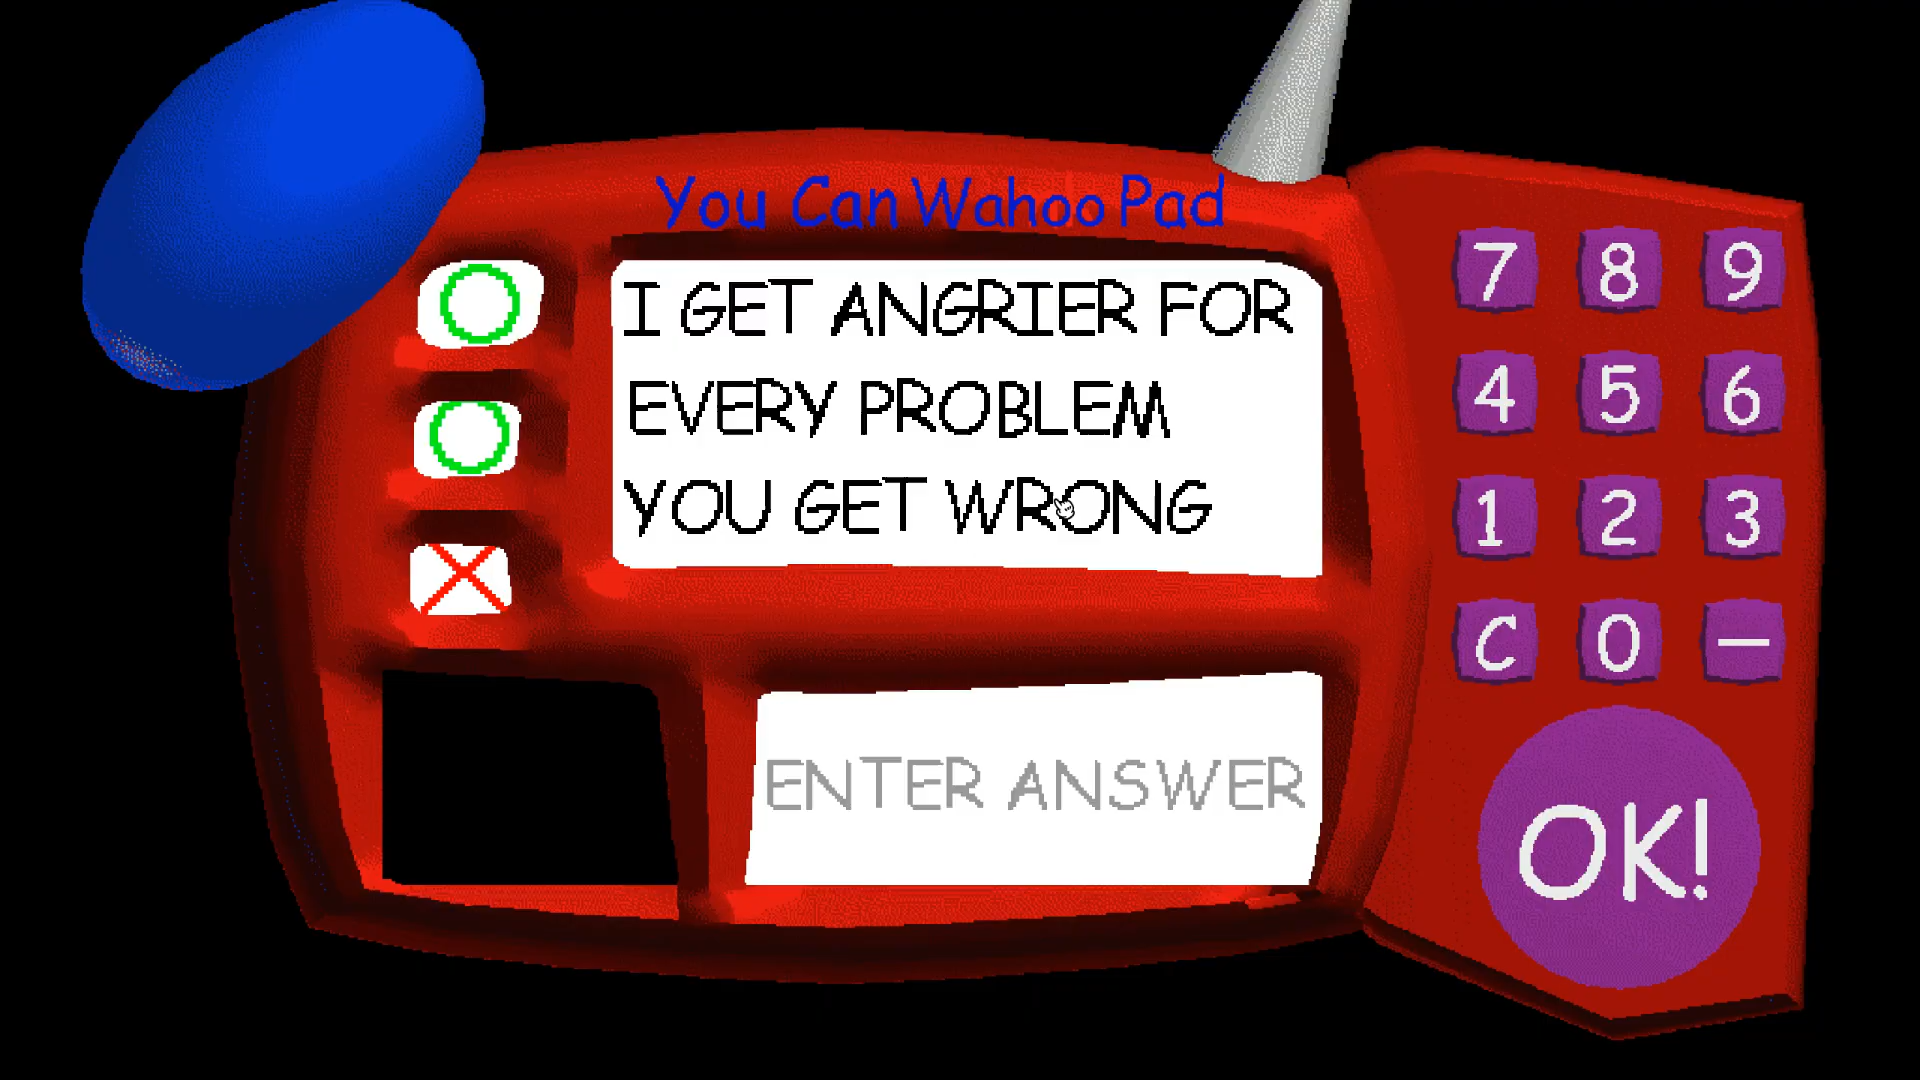 You Can Wahoo Pad
I GET ANGRIER FOR
EVERY PROBLEM
YOU GET WRONG
ENTER ANSWER
7 8 9
4 5 6
1 2 3
C 0 —
OK!